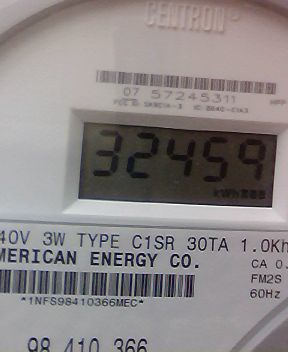 CENTRON®
07 57245311
32459
kWh
40V 3W TYPE C1SR 30TA 1.0Kh
MERICAN ENERGY CO.
CA 0.
FM2S
60Hz
*1NFS98410366MEC*
98 410 366